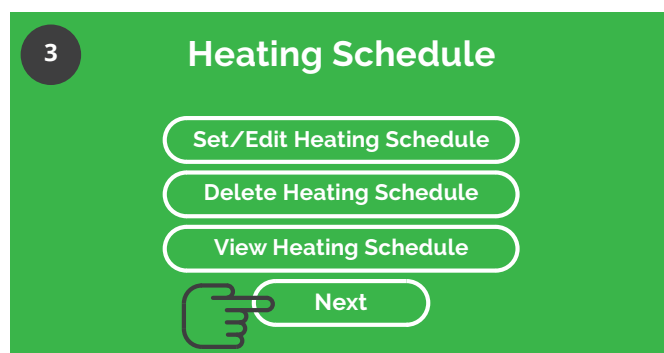 3
Heating Schedule
Set/Edit Heating Schedule
Delete Heating Schedule
View Heating Schedule
Next